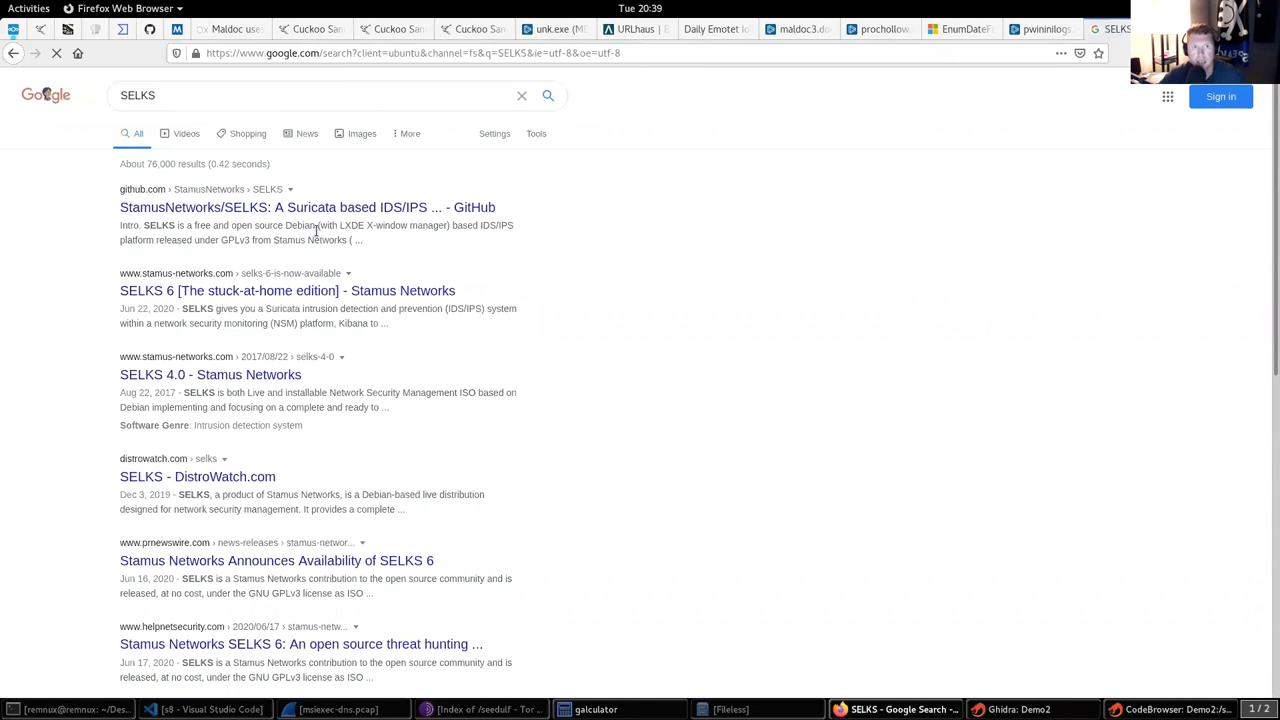 Activities
Firefox Web Browser
Tue 20:39
Maldoc uses
Cuckoo San
Cuckoo San
Cuckoo San
unk.exe (M
URLhaus |
Daily Emotet Io
maldoc3.do
prochollow.
EnumDateF
pwininilogs.
SELKS
https://www.google.com/search?client=ubuntu&channel=fs&q=SELKS&ie=utf-8&oe=utf-8
Google
SELKS
Sign in
All
Videos
Shopping
News
Images
More
Settings
Tools
About 76,000 results (0.42 seconds)
github.com › StamusNetworks › SELKS
StamusNetworks/SELKS: A Suricata based IDS/IPS ... - GitHub
Intro. SELKS is a free and open source Debian (with LXDE X-window manager) based IDS/IPS
platform released under GPLv3 from Stamus Networks ( ...
www.stamus-networks.com › selks-6-is-now-available
SELKS 6 [The stuck-at-home edition] - Stamus Networks
Jun 22, 2020 - SELKS gives you a Suricata intrusion detection and prevention (IDS/IPS) system
within a network security monitoring (NSM) platform, Kibana to ...
www.stamus-networks.com › 2017/08/22 › selks-4-0
SELKS 4.0 - Stamus Networks
Aug 22, 2017 - SELKS is both Live and installable Network Security Management ISO based on
Debian implementing and focusing on a complete and ready to ...
Software Genre: Intrusion detection system
distrowatch.com › selks
SELKS - DistroWatch.com
Dec 3, 2019 - SELKS, a product of Stamus Networks, is a Debian-based live distribution
designed for network security management. It provides a complete ...
www.prnewswire.com › news-releases › stamus-networ...
Stamus Networks Announces Availability of SELKS 6
Jun 16, 2020 - SELKS is a Stamus Networks contribution to the open source community and is
released, at no cost, under the GNU GPLv3 license as ISO ...
www.helpnetsecurity.com › 2020/06/17 › stamus-netw...
Stamus Networks SELKS 6: An open source threat hunting ...
Jun 17, 2020 - SELKS is a Stamus Networks contribution to the open source community and is
released, at no cost, under the GNU GPLv3 license as ISO ...
[remnux@remnux: ~/Des...
[s8 - Visual Studio Code]
[msiexec-dns.pcap]
[Index of /seedulf - Tor ...
galculator
[Fileless]
SELKS - Google Search -...
Ghidra: Demo2
CodeBrowser: Demo2:/s...
1 / 2